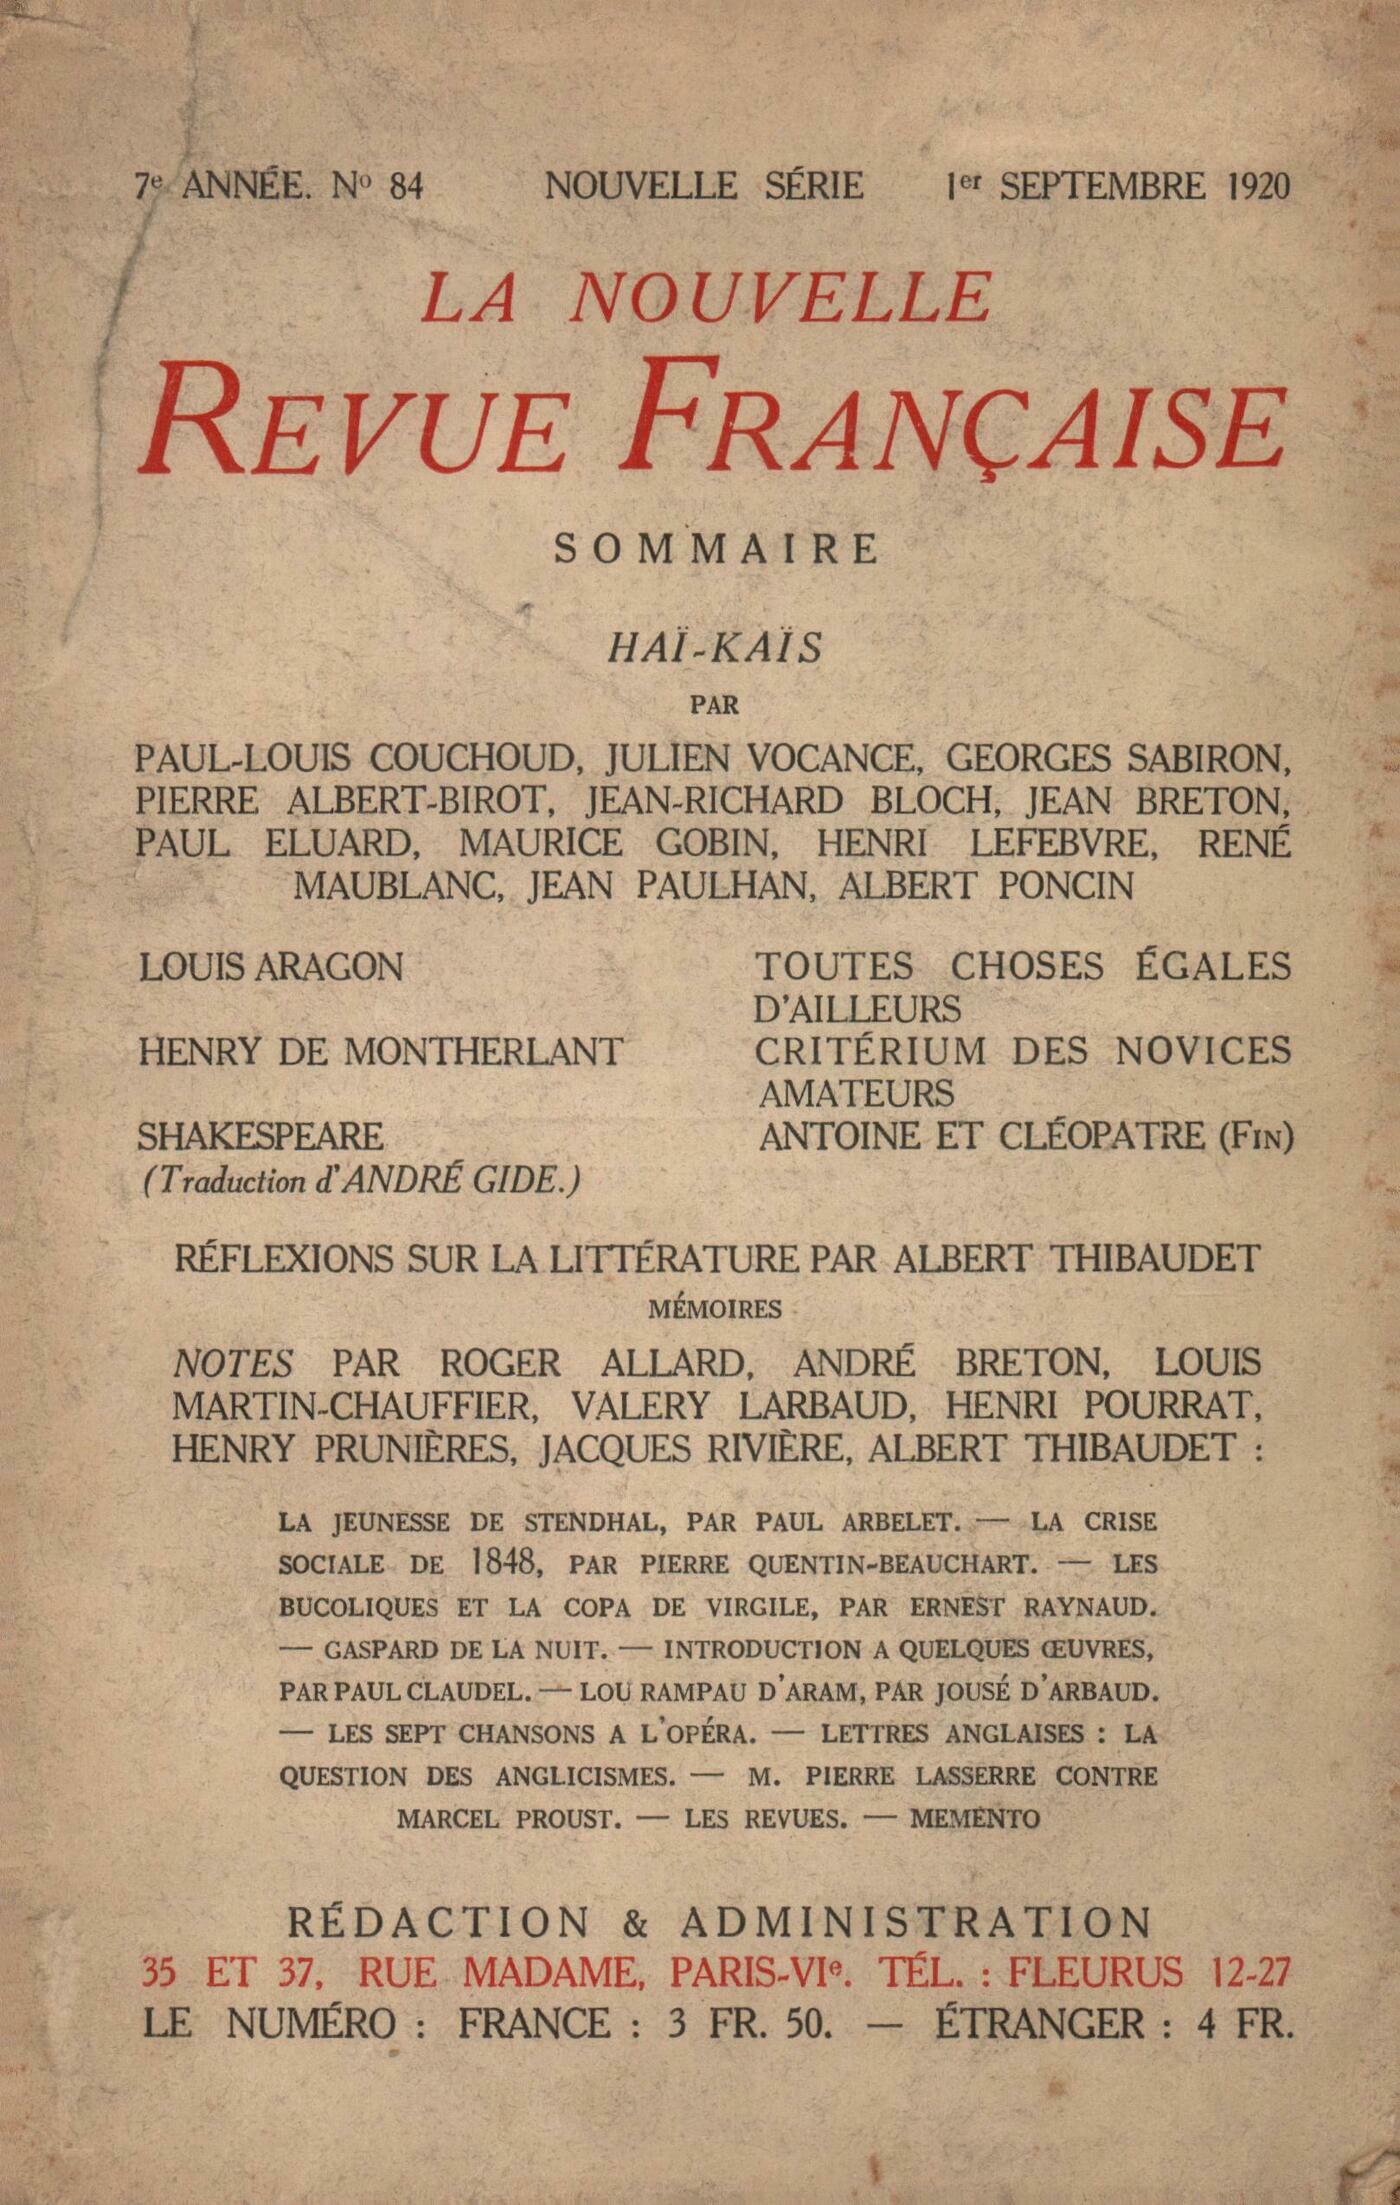 7e ANNÉE. No 84 NOUVELLE SÉRIE 1er SEPTEMBRE 1920
LA NOUVELLE
REVUE FRANÇAISE
SOMMAIRE
HAÏ-KAÏS
PAR
PAUL-LOUIS COUCHOUD, JULIEN VOCANCE, GEORGES SABIRON,
PIERRE ALBERT-BIROT, JEAN-RICHARD BLOCH, JEAN BRETON,
PAUL ELUARD, MAURICE GOBIN, HENRI LEFEBVRE, RENÉ
MAUBLANC, JEAN PAULHAN, ALBERT PONCIN
LOUIS ARAGON TOUTES CHOSES ÉGALES
D'AILLEURS
HENRY DE MONTHERLANT CRITÉRIUM DES NOVICES
AMATEURS
SHAKESPEARE ANTOINE ET CLÉOPATRE (FIN)
(Traduction d'ANDRÉ GIDE.)
RÉFLEXIONS SUR LA LITTÉRATURE PAR ALBERT THIBAUDET
MÉMOIRES
NOTES PAR ROGER ALLARD, ANDRÉ BRETON, LOUIS
MARTIN-CHAUFFIER, VALERY LARBAUD, HENRI POURRAT,
HENRY PRUNIÈRES, JACQUES RIVIÈRE, ALBERT THIBAUDET :
LA JEUNESSE DE STENDHAL, PAR PAUL ARBELET. — LA CRISE
SOCIALE DE 1848, PAR PIERRE QUENTIN-BEAUCHART. — LES
BUCOLIQUES ET LA COPA DE VIRGILE, PAR ERNEST RAYNAUD.
— GASPARD DE LA NUIT. — INTRODUCTION A QUELQUES ŒUVRES,
PAR PAUL CLAUDEL. — LOU RAMPAU D'ARAM, PAR JOUSÉ D'ARBAUD.
— LES SEPT CHANSONS A L'OPÉRA. — LETTRES ANGLAISES : LA
QUESTION DES ANGLICISMES. — M. PIERRE LASSERRE CONTRE
MARCEL PROUST. — LES REVUES. — MEMENTO
RÉDACTION & ADMINISTRATION
35 ET 37, RUE MADAME, PARIS-VIe. TÉL. : FLEURUS 12-27
LE NUMÉRO : FRANCE : 3 FR. 50. — ÉTRANGER : 4 FR.